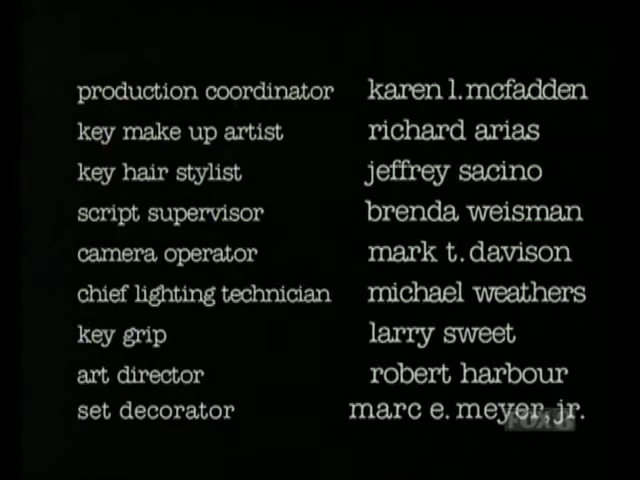 production coordinator karen l. mcfadden
key make up artist richard arias
key hair stylist jeffrey sacino
script supervisor brenda weisman
camera operator mark t. davison
chief lighting technician michael weathers
key grip larry sweet
art director robert harbour
set decorator marc e. meyer, jr.